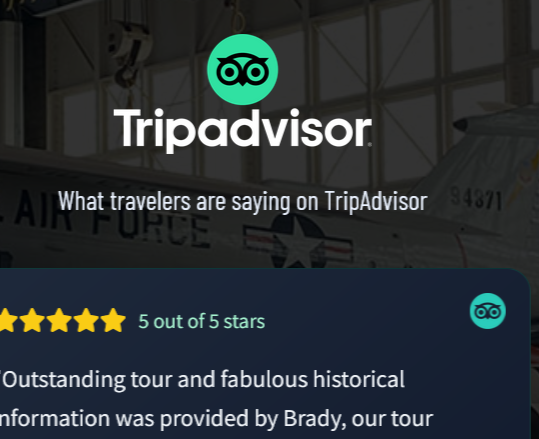 Tripadvisor
What travelers are saying on TripAdvisor
AIR FORCE
94371
5 out of 5 stars
"Outstanding tour and fabulous historical
nformation was provided by Brady, our tour